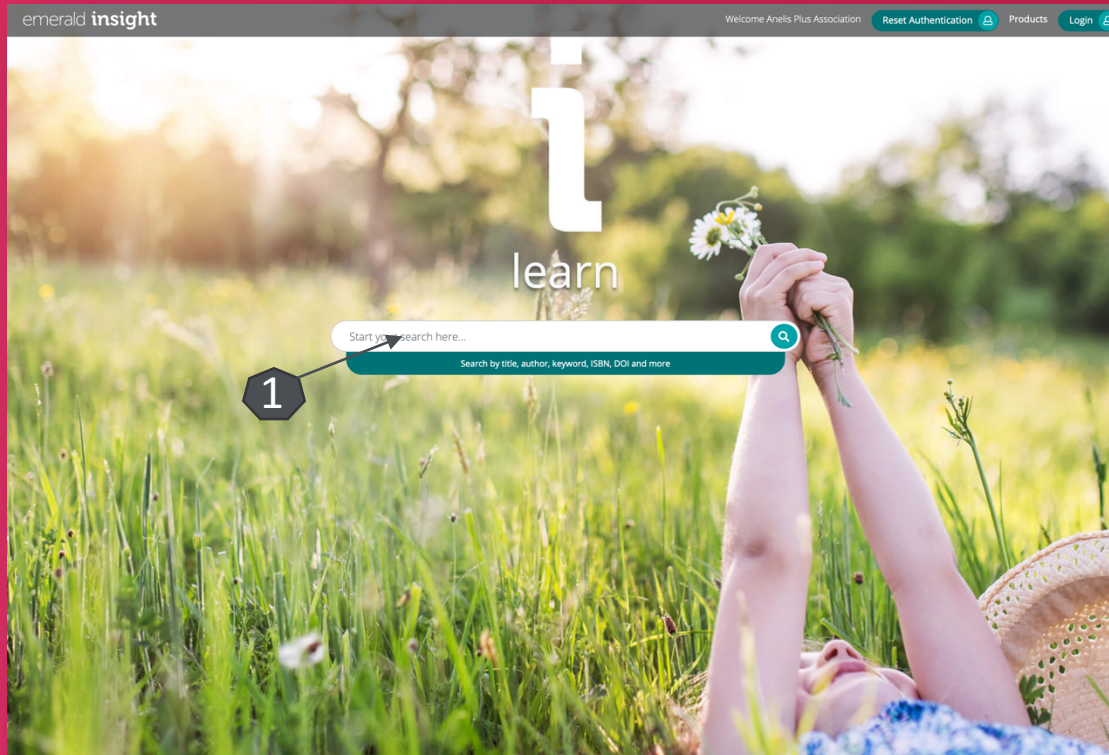 emerald insight
Welcome Anelis Plus Association
Reset Authentication
Products
Login
i
learn
Start your search here...
Search by title, author, keyword, ISBN, DOI and more
1